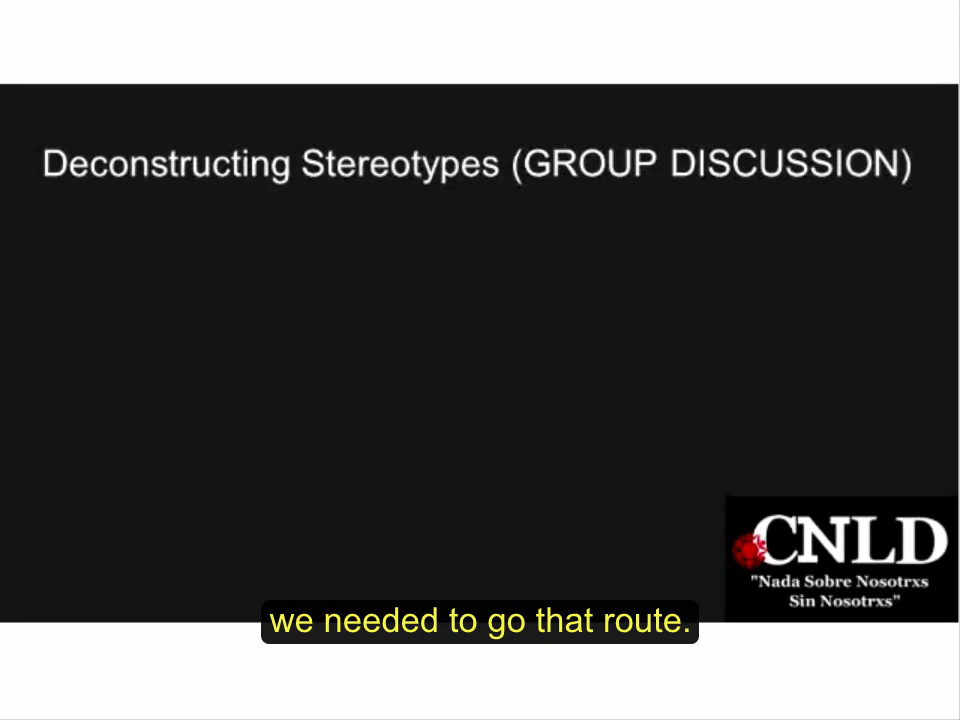 Deconstructing Stereotypes (GROUP DISCUSSION)
CNLD
"Nada Sobre Nosotrxs
Sin Nosotrxs"
we needed to go that route.